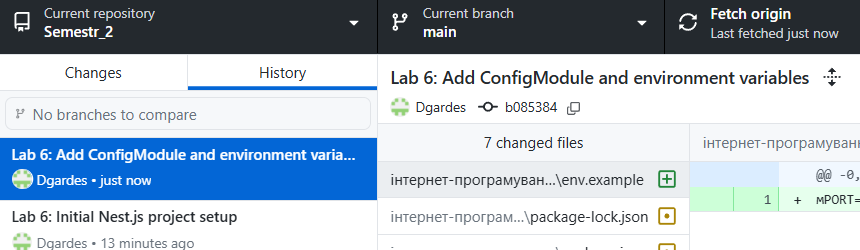 Current repository
Semestr_2
Current branch
main
Fetch origin
Last fetched just now
Changes
History
No branches to compare
Lab 6: Add ConfigModule and environment varia...
Dgardes • just now
Lab 6: Initial Nest.js project setup
Dgardes • 13 minutes ago
Lab 6: Add ConfigModule and environment variables
Dgardes
b085384
7 changed files
інтернет-програмуван...\env.example
інтернет-програм...\package-lock.json
інтернет-програмуванн
@@ -0,
1 + мPORT=